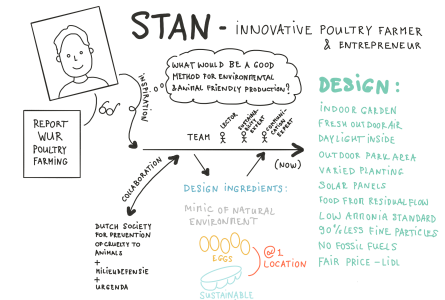 STAN - INNOVATIVE POULTRY FARMER
& ENTREPRENEUR
WHAT WOULD BE A GOOD
METHOD FOR ENVIRONMENTAL
& ANIMAL FRIENDLY PRODUCTION?
INSPIRATION
REPORT
WUR
POULTRY
FARMING
TEAM
LECTOR
SUSTAINABILITY
EXPERT
COMMUNICATION
EXPERT
(NOW)
COLLABORATION
DUTCH SOCIETY
FOR PREVENTION
OF CRUELTY TO
ANIMALS
+
MILIEUDEFENSIE
+
URGENDA
DESIGN INGREDIENTS:
MIMIC OF NATURAL
ENVIRONMENT
EGGS
@ 1
LOCATION
SUSTAINABLE
DESIGN:
INDOOR GARDEN
FRESH OUTDOOR AIR
DAYLIGHT INSIDE
OUTDOOR PARK AREA
VARIED PLANTING
SOLAR PANELS
FOOD FROM RESIDUAL FLOW
LOW AMMONIA STANDARD
90% LESS FINE PARTICLES
NO FOSSIL FUELS
FAIR PRICE - LIDL